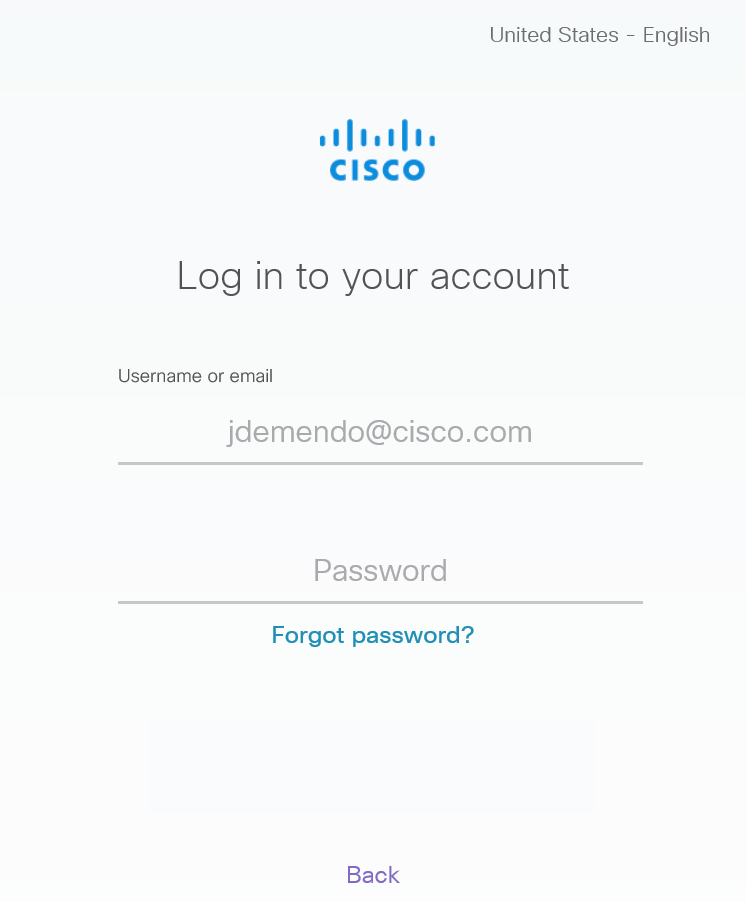 United States - English
CISCO
Log in to your account
Username or email
jdemendo@cisco.com
Password
Forgot password?
Back